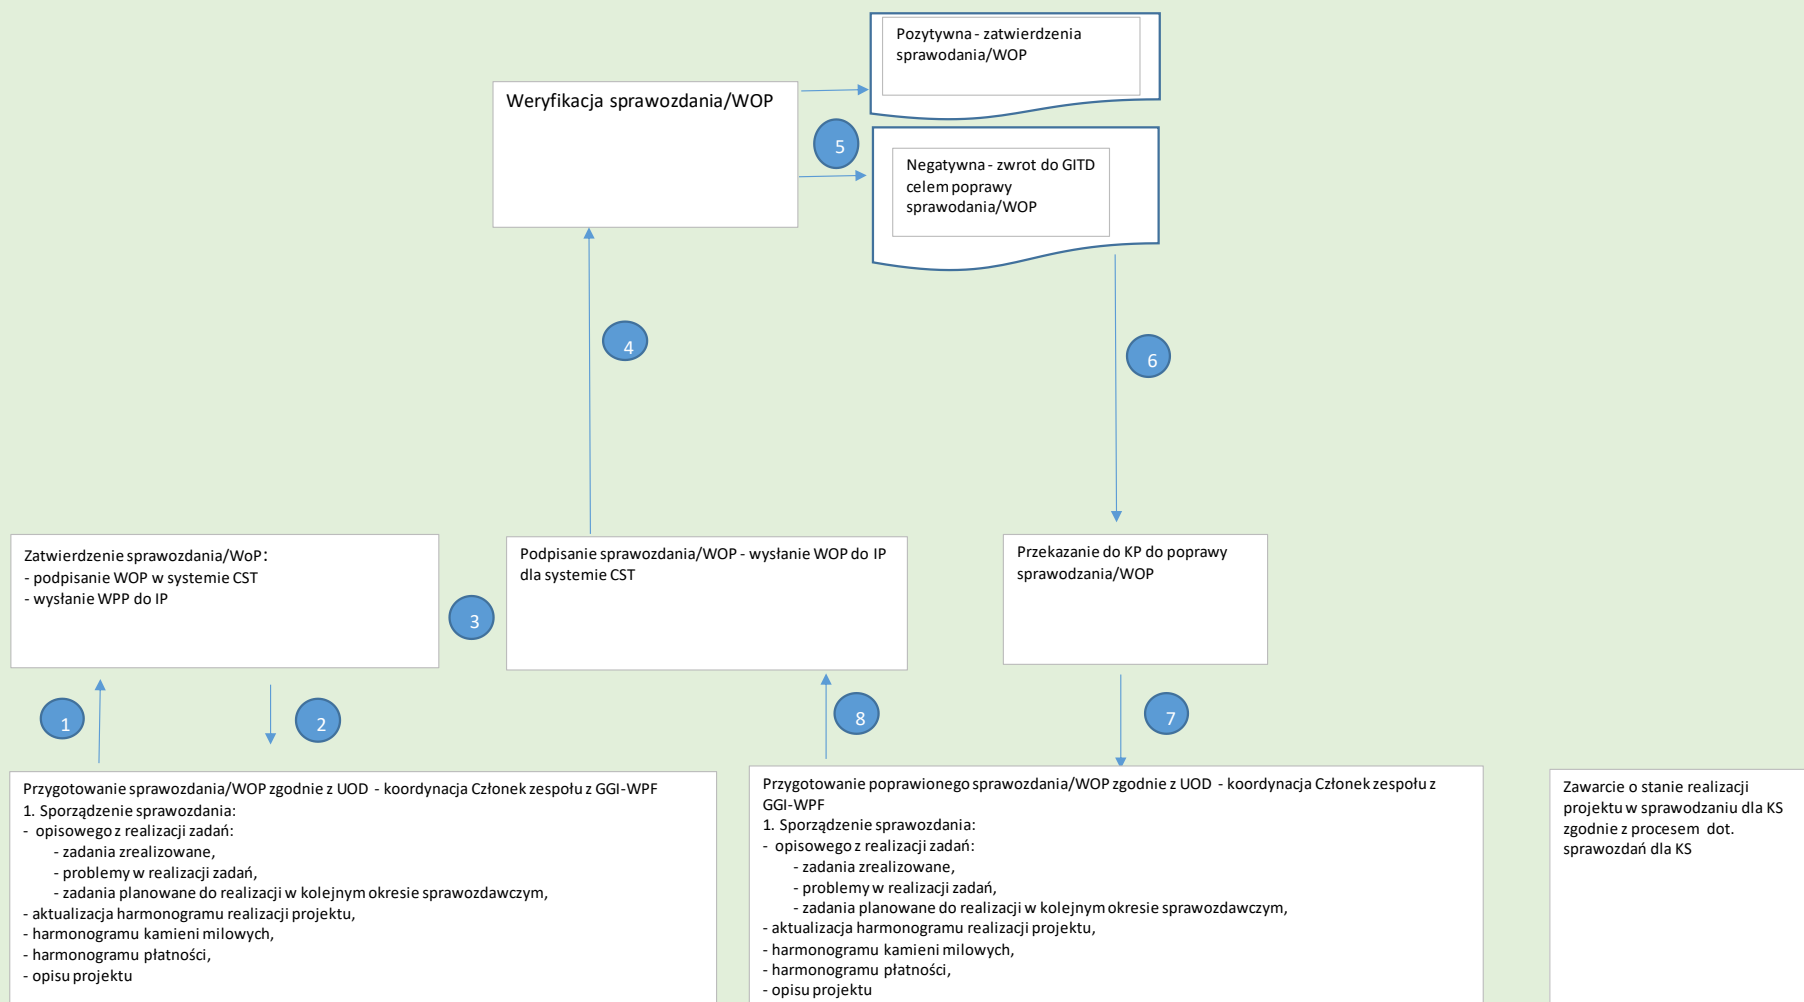 Pozytywna - zatwierdzenia
sprawodania/WOP
Weryfikacja sprawozdania/WOP
5
Negatywna - zwrot do GITD
celem poprawy
sprawodania/WOP
4
6
Zatwierdzenie sprawozdania/WoP:
- podpisanie WOP w systemie CST
- wysłanie WPP do IP
3
Podpisanie sprawozdania/WOP - wysłanie WOP do IP
dla systemie CST
Przekazanie do KP do poprawy
sprawodzania/WOP
1
2
8
7
Przygotowanie sprawozdania/WOP zgodnie z UOD - koordynacja Członek zespołu z GGI-WPF
1. Sporządzenie sprawozdania:
- opisowego z realizacji zadań:
- zadania zrealizowane,
- problemy w realizacji zadań,
- zadania planowane do realizacji w kolejnym okresie sprawozdawczym,
- aktualizacja harmonogramu realizacji projektu,
- harmonogramu kamieni milowych,
- harmonogramu płatności,
- opisu projektu
Przygotowanie poprawionego sprawozdania/WOP zgodnie z UOD - koordynacja Członek zespołu z
GGI-WPF
1. Sporządzenie sprawozdania:
- opisowego z realizacji zadań:
- zadania zrealizowane,
- problemy w realizacji zadań,
- zadania planowane do realizacji w kolejnym okresie sprawozdawczym,
- aktualizacja harmonogramu realizacji projektu,
- harmonogramu kamieni milowych,
- harmonogramu płatności,
- opisu projektu
Zawarcie o stanie realizacji
projektu w sprawodzaniu dla KS
zgodnie z procesem dot.
sprawozdań dla KS